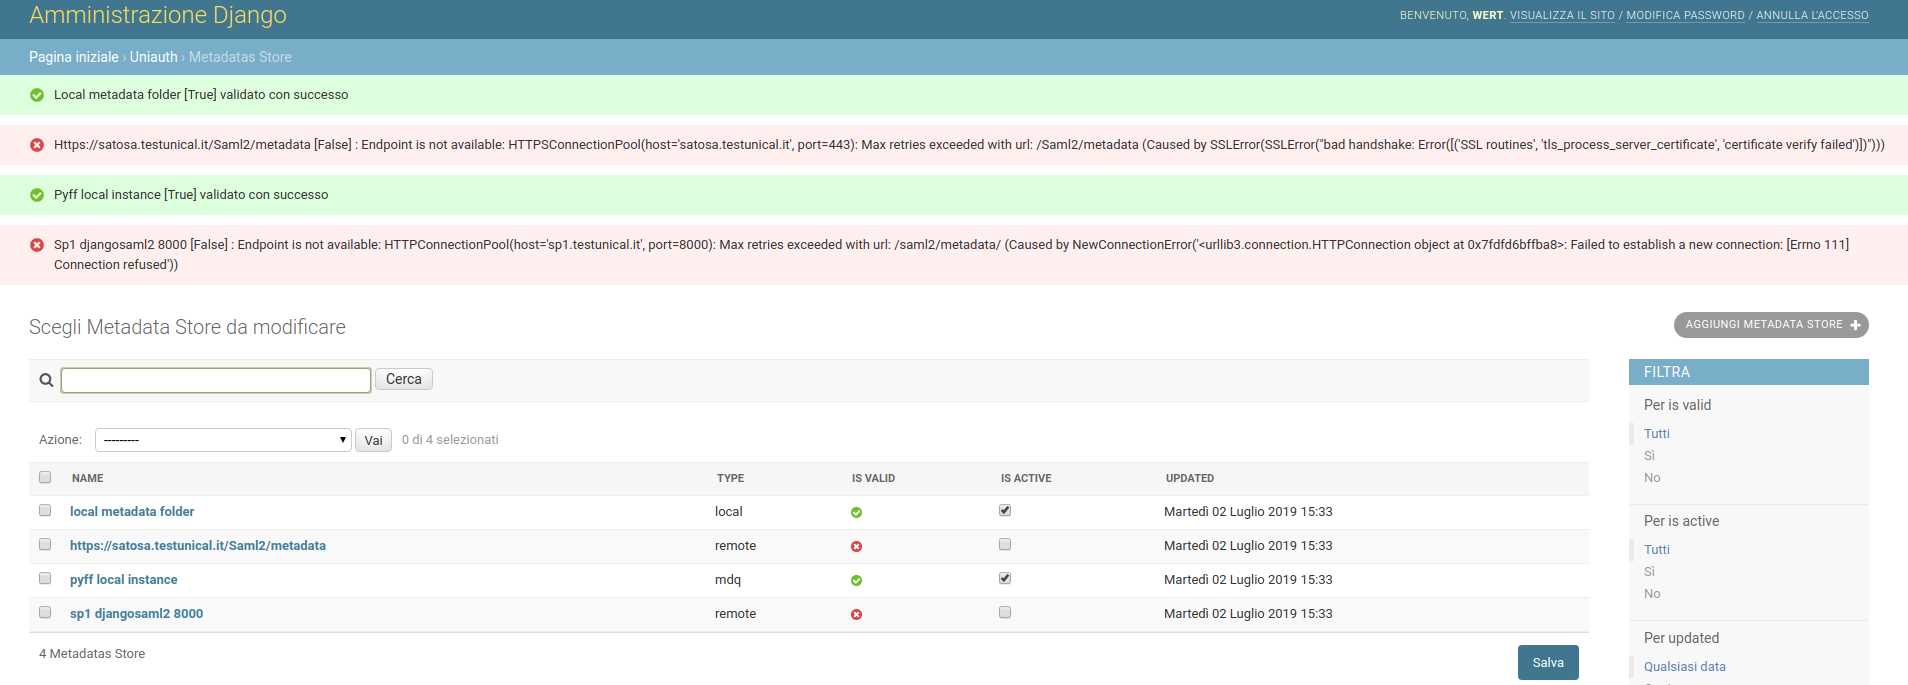 Amministrazione Django
BENVENUTO, WERT. VISUALIZZA IL SITO / MODIFICA PASSWORD / ANNULLA L'ACCESSO
Pagina iniziale › Uniauth › Metadatas Store
Local metadata folder [True] validato con successo
Https://satosa.testunical.it/Saml2/metadata [False] : Endpoint is not available: HTTPSConnectionPool(host='satosa.testunical.it', port=443): Max retries exceeded with url: /Saml2/metadata (Caused by SSLError(SSLError("bad handshake: Error([('SSL routines', 'tls_process_server_certificate', 'certificate verify failed')])")))
Pyff local instance [True] validato con successo
Sp1 djangosaml2 8000 [False] : Endpoint is not available: HTTPConnectionPool(host='sp1.testunical.it', port=8000): Max retries exceeded with url: /saml2/metadata/ (Caused by NewConnectionError('<urllib3.connection.HTTPConnection object at 0x7fdfd6bffba8>: Failed to establish a new connection: [Errno 111]
Connection refused'))
Scegli Metadata Store da modificare
AGGIUNGI METADATA STORE
Cerca
Azione: --------- Vai 0 di 4 selezionati
NAME TYPE IS VALID IS ACTIVE UPDATED
local metadata folder local Martedì 02 Luglio 2019 15:33
https://satosa.testunical.it/Saml2/metadata remote Martedì 02 Luglio 2019 15:33
pyff local instance mdq Martedì 02 Luglio 2019 15:33
sp1 djangosaml2 8000 remote Martedì 02 Luglio 2019 15:33
4 Metadatas Store
Salva
FILTRA
Per is valid
Tutti
Sì
No
Per is active
Tutti
Sì
No
Per updated
Qualsiasi data